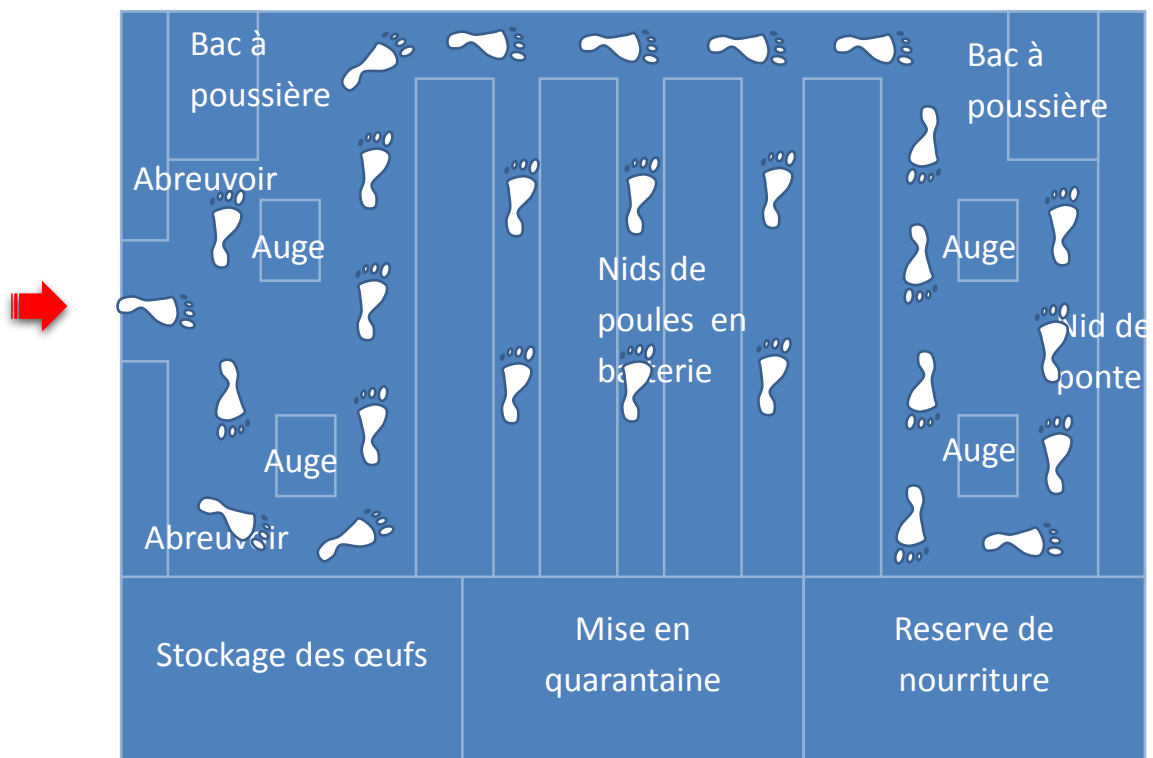 Bac à
poussière
Bac à
poussière
Abreuvoir
Auge
Auge
Nids de
poules en
batterie
Nid de
ponte
Auge
Auge
Abreuvoir
Stockage des œufs
Mise en
quarantaine
Reserve de
nourriture